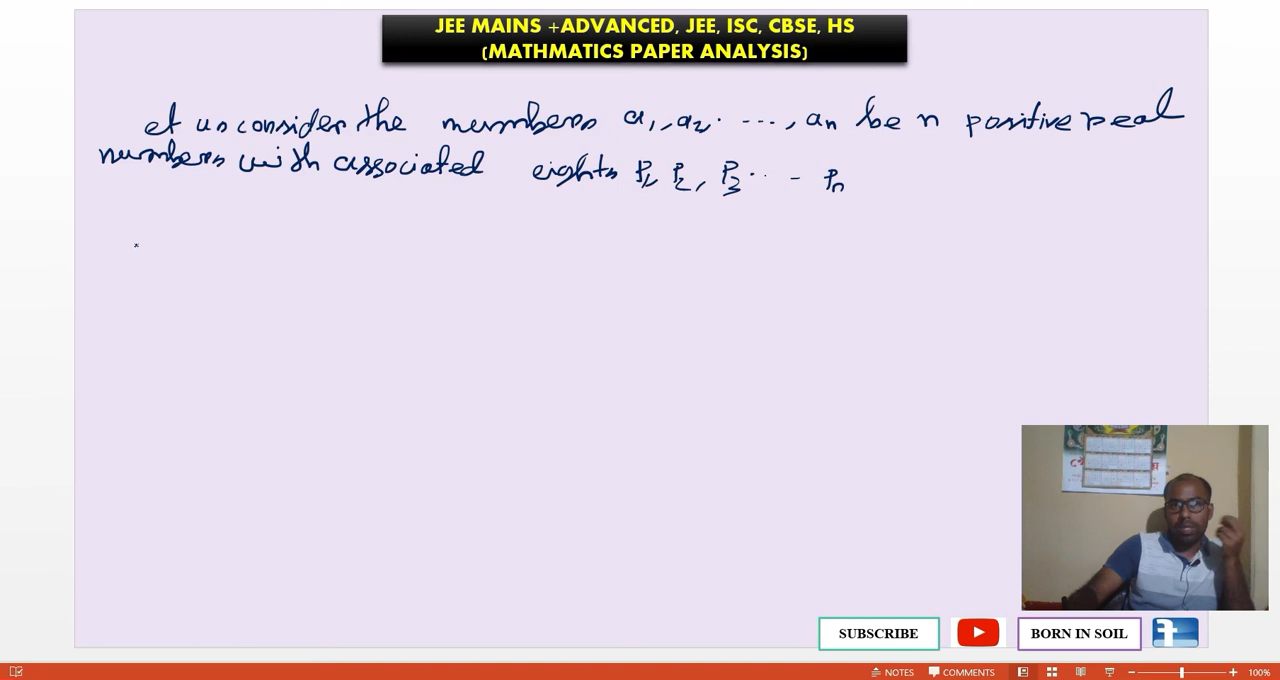 JEE MAINS +ADVANCED, JEE, ISC, CBSE, HS
(MATHMATICS PAPER ANALYSIS)
et us consider the numbers a1, a2, ...., an be n positive real
numbers with associated eights P1, P2, P3 ... - Pn
SUBSCRIBE
BORN IN SOIL
NOTES
COMMENTS
100%